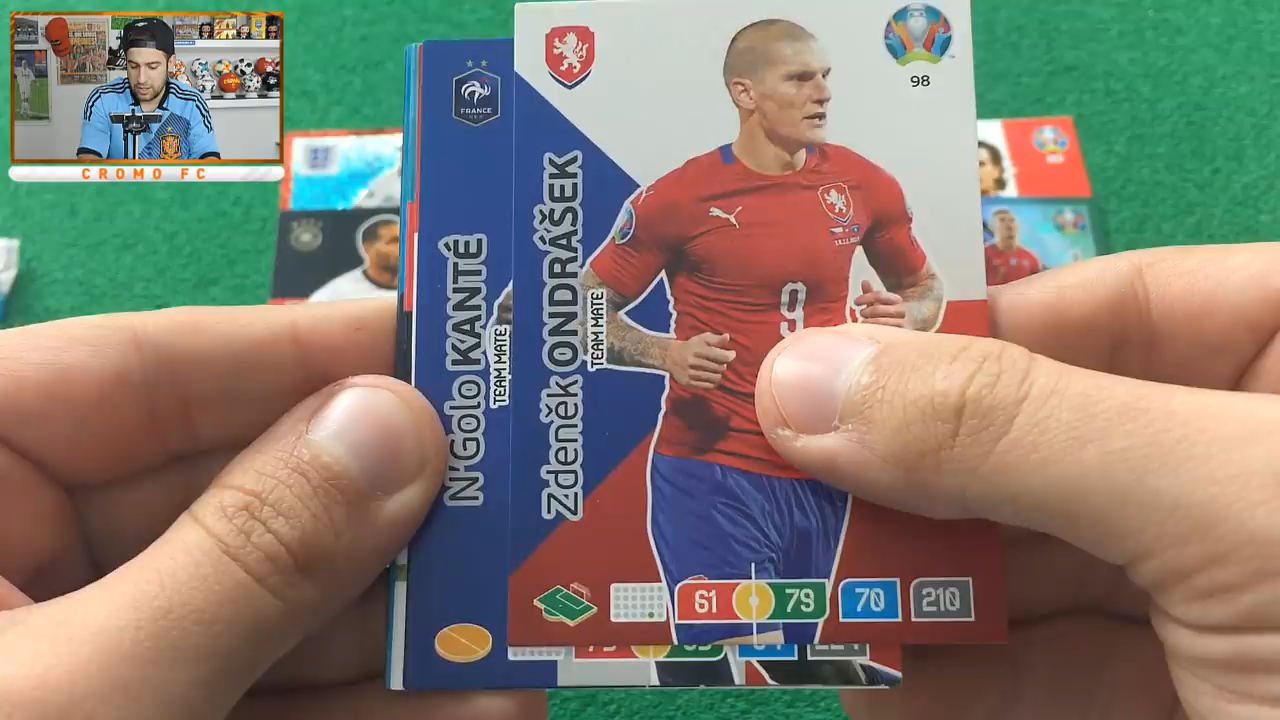 CROMO FC
FRANCE
N'Golo KANTÉ
TEAM MATE
98
Zdeněk ONDRÁŠEK
TEAM MATE
9
61
79
70
210